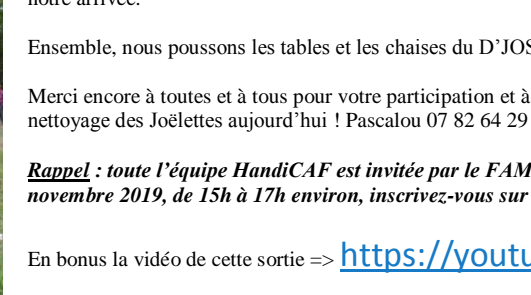 notre arrivée.
Ensemble, nous poussons les tables et les chaises du
Merci encore à toutes et à tous pour votre participation et à
nettoyage des Joëlettes aujourd’hui ! Pascalou 07 82 64 29
Rappel : toute l’équipe HandiCAF est invitée par le FAM
novembre 2019, de 15h à 17h environ, inscrivez-vous sur
En bonus la vidéo de cette sortie => https://youtu